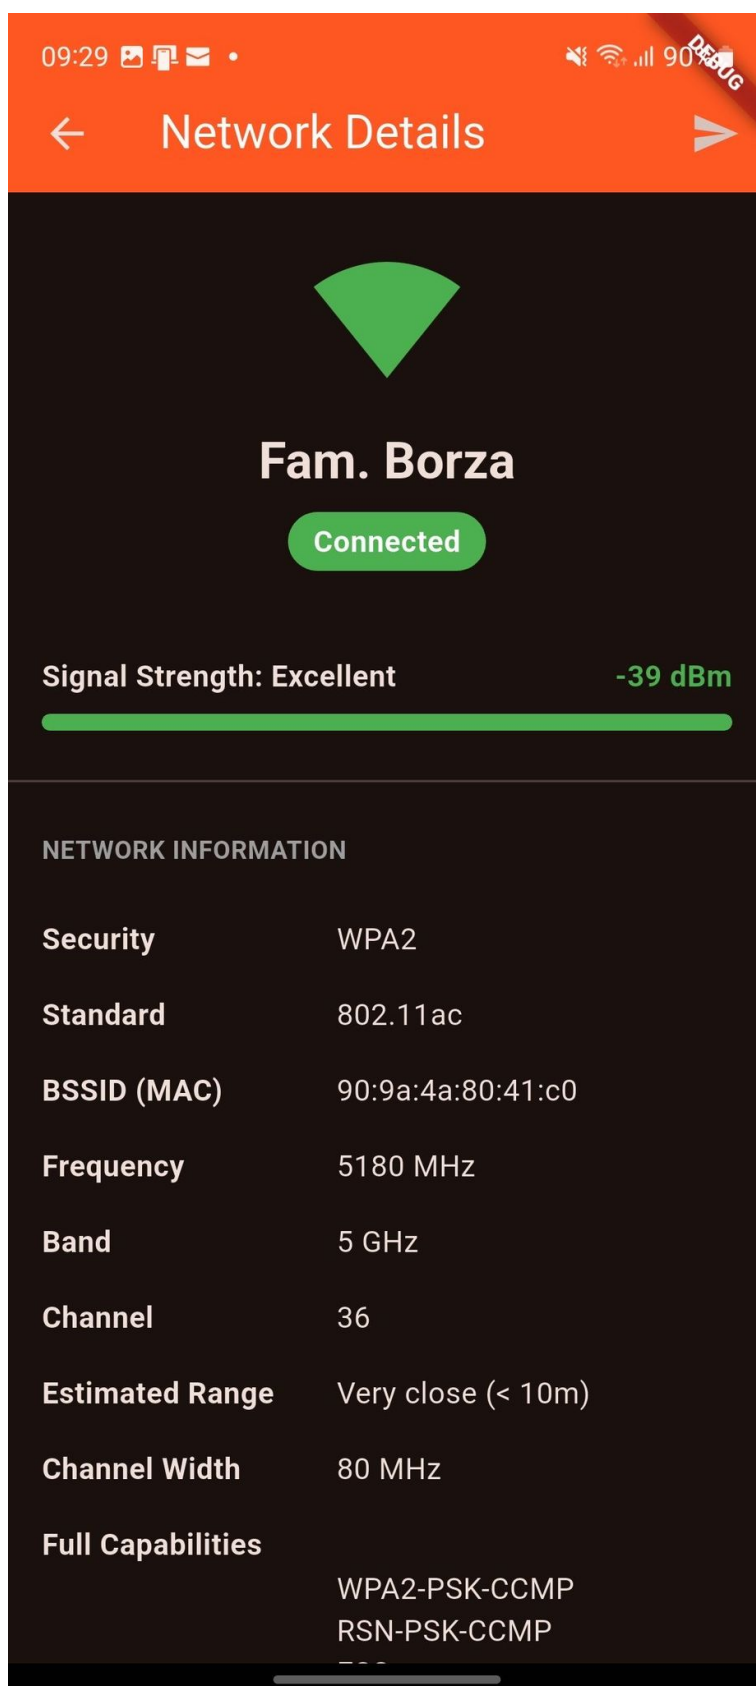 09:29
90%
DEBUG
Network Details
Fam. Borza
Connected
Signal Strength: Excellent -39 dBm
NETWORK INFORMATION
Security WPA2
Standard 802.11ac
BSSID (MAC) 90:9a:4a:80:41:c0
Frequency 5180 MHz
Band 5 GHz
Channel 36
Estimated Range Very close (< 10m)
Channel Width 80 MHz
Full Capabilities
WPA2-PSK-CCMP
RSN-PSK-CCMP